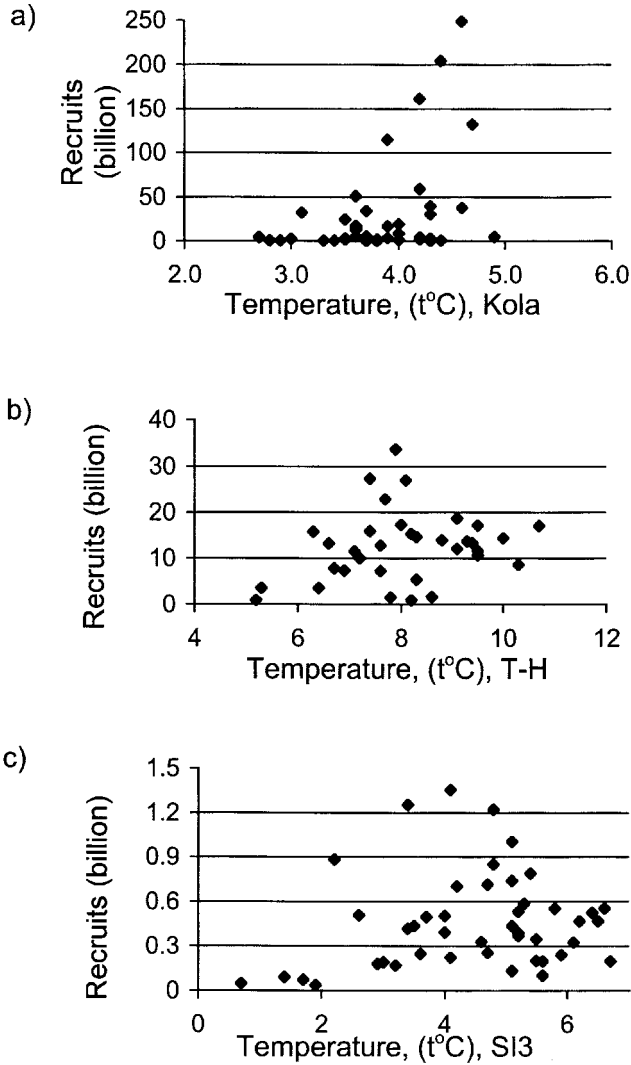 a)
Recruits
(billion)
250
200
150
100
50
0
2.0 3.0 4.0 5.0 6.0
Temperature, (t°C), Kola
b)
Recruits (billion)
40
30
20
10
0
4 6 8 10 12
Temperature, (t°C), T-H
c)
Recruits (billion)
1.5
1.2
0.9
0.6
0.3
0
0 2 4 6
Temperature, (t°C), SI3